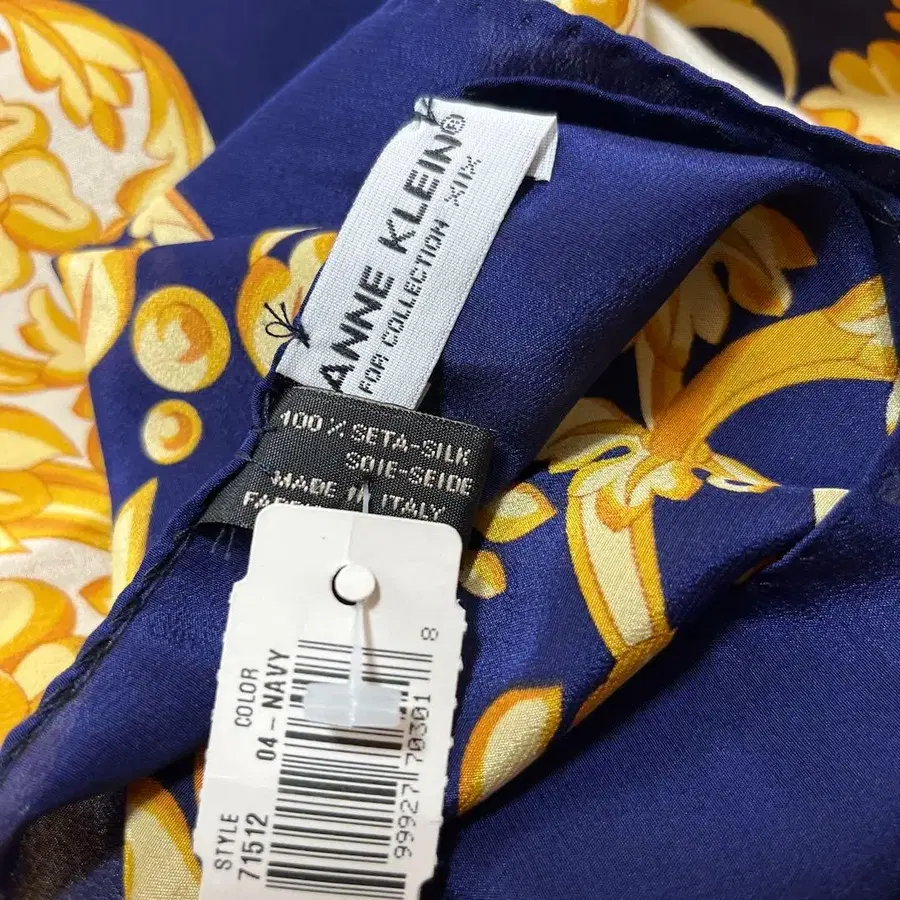 ANNE KLEIN®
FOR COLLECTION XIIX
100% SETA-SILK
SOIE-SEIDE
MADE IN ITALY
COLOR
04 - NAVY
STYLE
71512
99927 70301 8